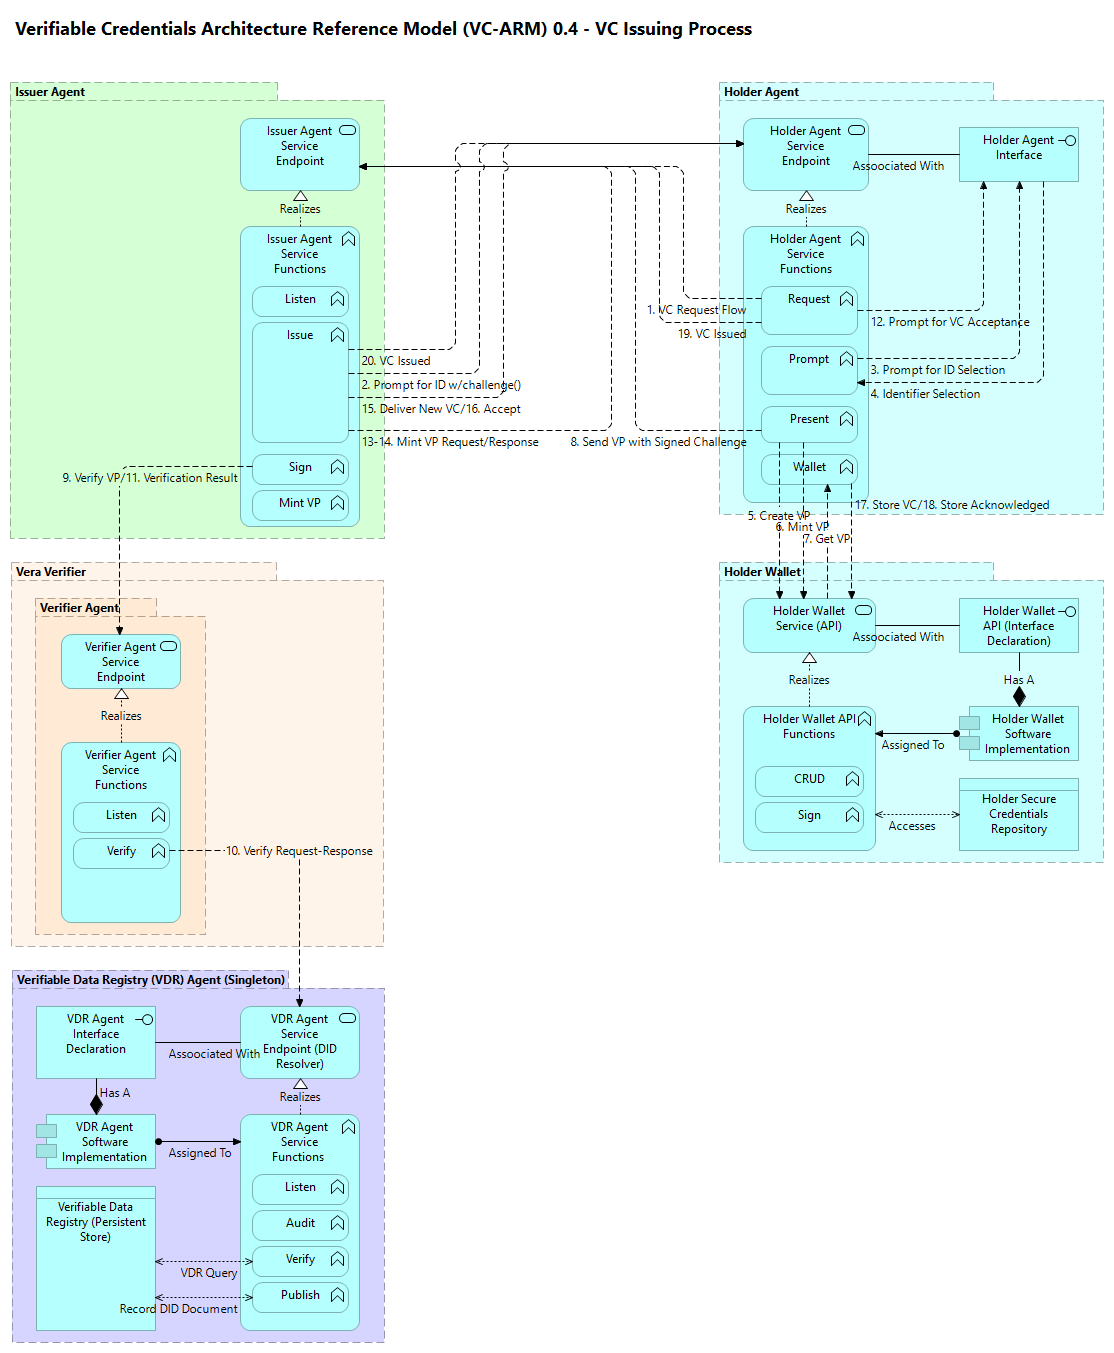 Verifiable Credentials Architecture Reference Model (VC-ARM) 0.4 - VC Issuing Process
Issuer Agent
Issuer Agent
Service
Endpoint
Realizes
Issuer Agent
Service
Functions
Listen
Issue
Sign
Mint VP
Holder Agent
Holder Agent
Service
Endpoint
Assoociated With
Holder Agent
Interface
Realizes
Holder Agent
Service
Functions
Request
Prompt
Present
Wallet
1. VC Request Flow
19. VC Issued
12. Prompt for VC Acceptance
3. Prompt for ID Selection
4. Identifier Selection
20. VC Issued
2. Prompt for ID w/challenge()
15. Deliver New VC/16. Accept
13-14. Mint VP Request/Response
8. Send VP with Signed Challenge
9. Verify VP/11. Verification Result
17. Store VC/18. Store Acknowledged
5. Create VP
6. Mint VP
7. Get VP
Vera Verifier
Verifier Agent
Verifier Agent
Service
Endpoint
Realizes
Verifier Agent
Service
Functions
Listen
Verify
10. Verify Request-Response
Holder Wallet
Holder Wallet
Service (API)
Assoociated With
Holder Wallet
API (Interface
Declaration)
Realizes
Has A
Holder Wallet API
Functions
Assigned To
Holder Wallet
Software
Implementation
CRUD
Sign
Accesses
Holder Secure
Credentials
Repository
Verifiable Data Registry (VDR) Agent (Singleton)
VDR Agent
Interface
Declaration
Assoociated With
VDR Agent
Service
Endpoint (DID
Resolver)
Has A
Realizes
VDR Agent
Software
Implementation
Assigned To
VDR Agent
Service
Functions
Listen
Audit
Verify
Publish
Verifiable Data
Registry (Persistent
Store)
VDR Query
Record DID Document